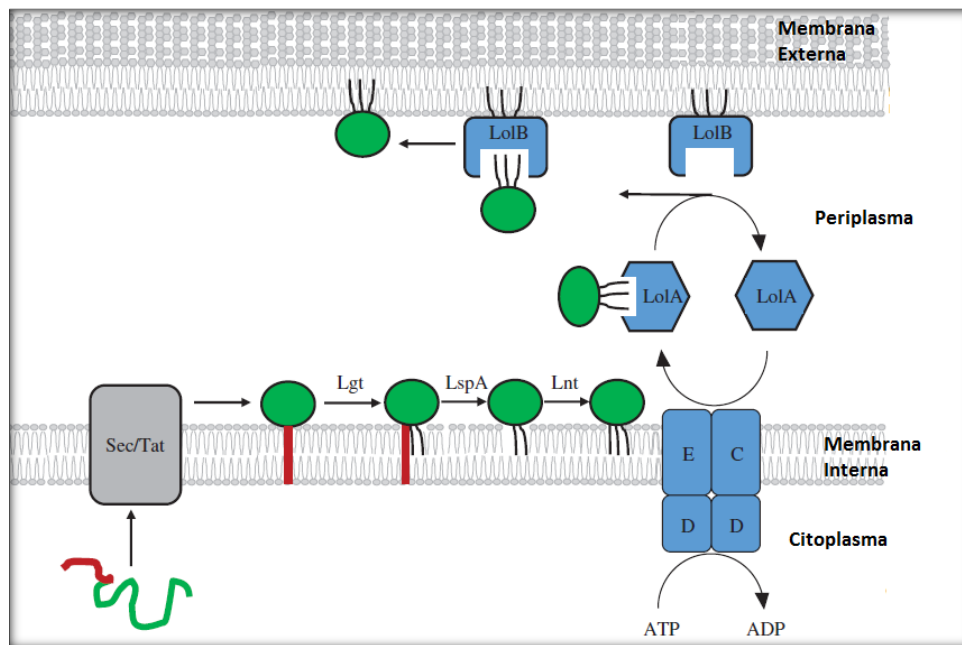 Membrana
Externa
LolB
LolB
Periplasma
LolA
LolA
Lgt
LspA
Lnt
Sec/Tat
E
C
Membrana
Interna
D
D
Citoplasma
ATP
ADP